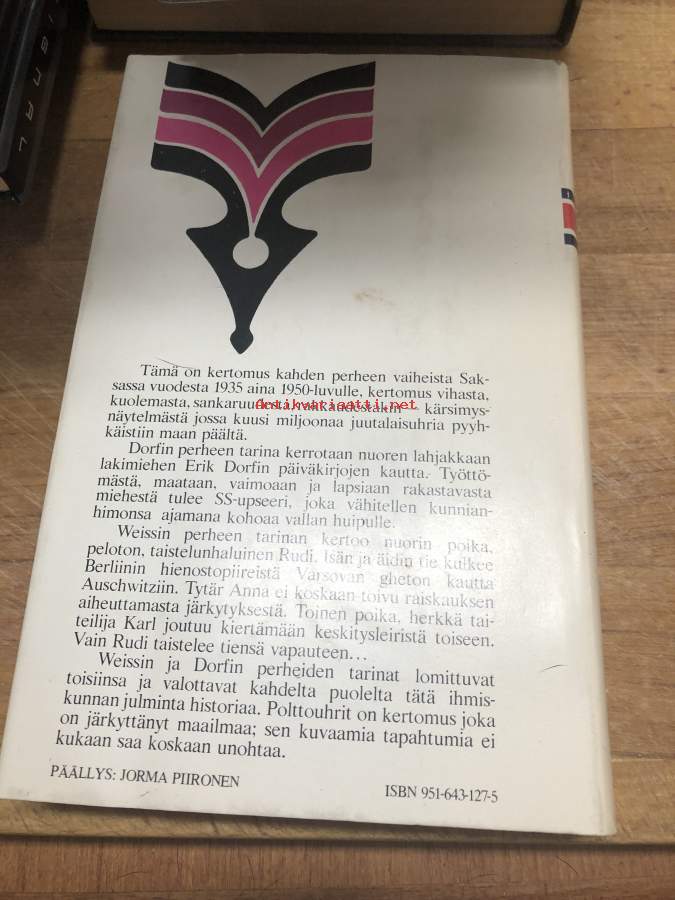 IGNAL
Tämä on kertomus kahden perheen vaiheista Sak-
sassa vuodesta 1935 aina 1950-luvulle, kertomus vihasta,
kuolemasta, sankaruudesta, rakkaudestakin – kärsimys-
Antikvariaatti.net
näytelmästä jossa kuusi miljoonaa juutalaisuhria pyyh-
käistiin maan päältä.
Dorfin perheen tarina kerrotaan nuoren lahjakkaan
lakimiehen Erik Dorfin päiväkirjojen kautta. Työttö-
mästä, maataan, vaimoaan ja lapsiaan rakastavasta
miehestä tulee SS-upseeri, joka vähitellen kunnian-
himonsa ajamana kohoaa vallan huipulle.
Weissin perheen tarinan kertoo nuorin poika,
peloton, taistelunhaluinen Rudi. Isän ja äidin tie kulkee
Berliinin hienostopiireistä Varsovan gheton kautta
Auschwitziin. Tytär Anna ei koskaan toivu raiskauksen
aiheuttamasta järkytyksestä. Toinen poika, herkkä tai-
teilija Karl joutuu kiertämään keskitysleiristä toiseen.
Vain Rudi taistelee tiensä vapauteen...
Weissin ja Dorfin perheiden tarinat lomittuvat
toisiinsa ja valottavat kahdelta puolelta tätä ihmis-
kunnan julminta historiaa. Polttouhrit on kertomus joka
on järkyttänyt maailmaa; sen kuvaamia tapahtumia ei
kukaan saa koskaan unohtaa.
PÄÄLLYS: JORMA PIIRONEN
ISBN 951-643-127-5